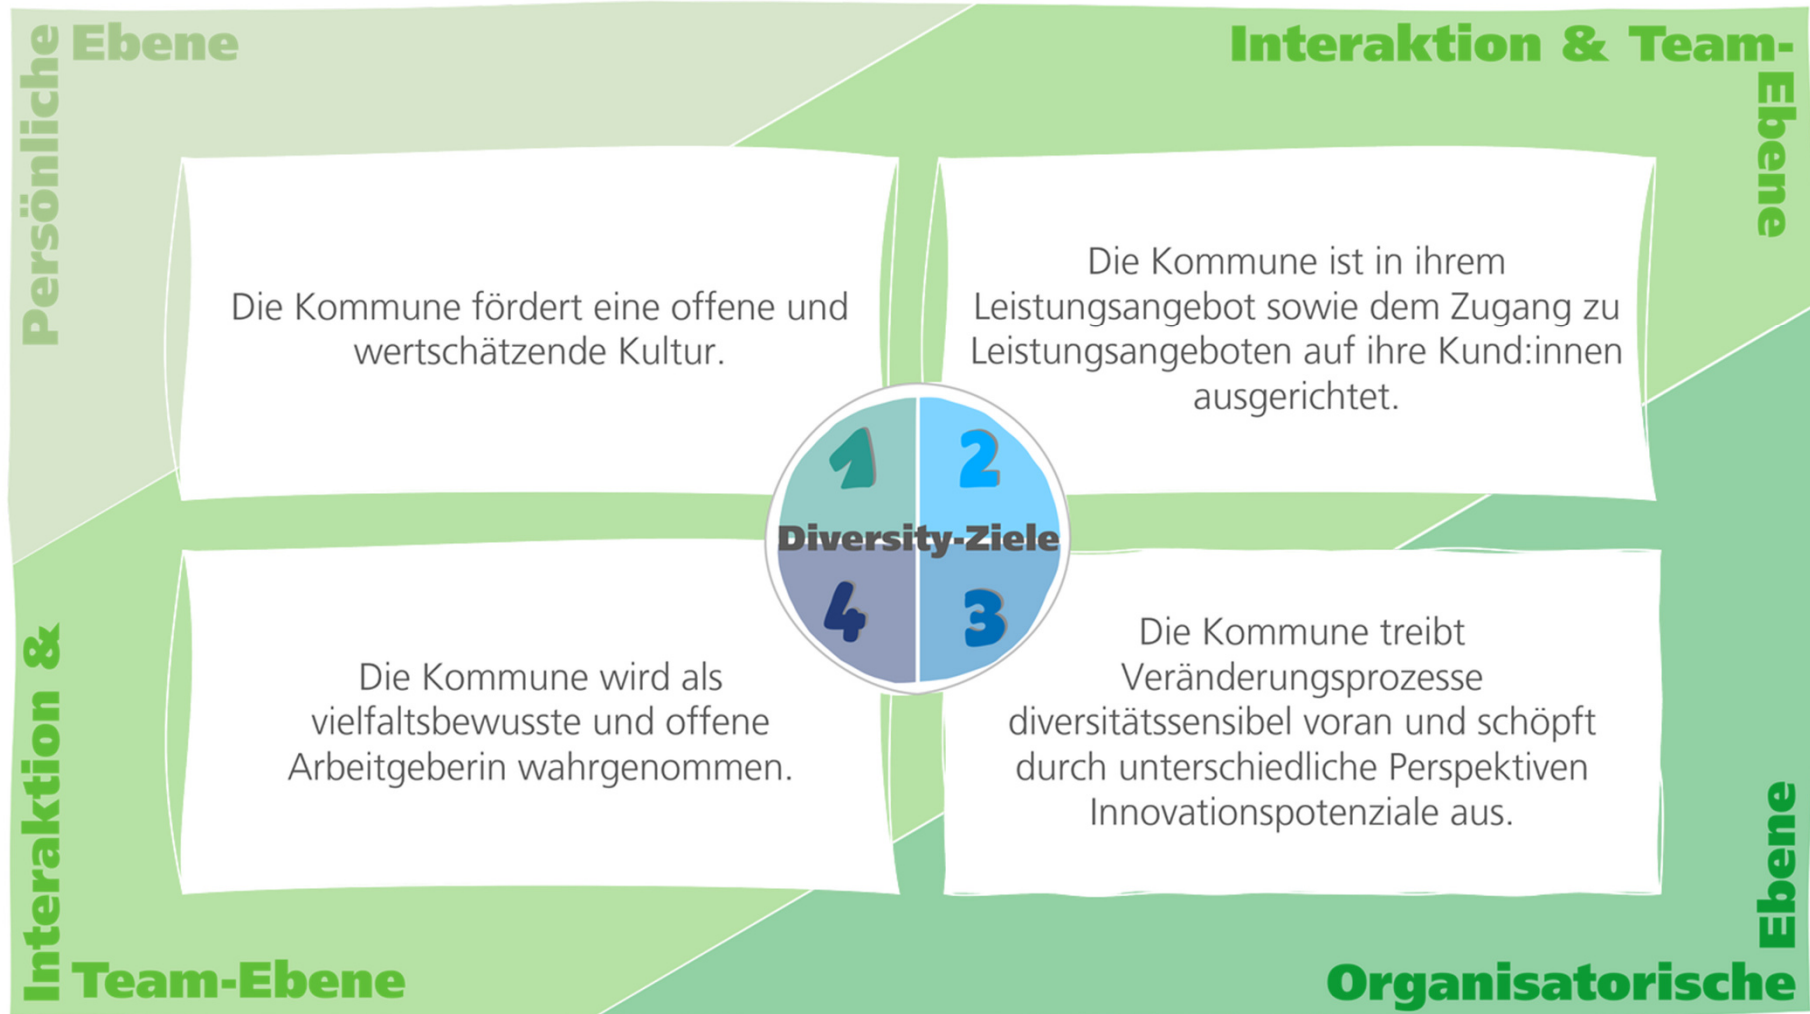 Persönliche
Ebene
Interaktion & Team-
Ebene
Die Kommune fördert eine offene und
wertschätzende Kultur.
Die Kommune ist in ihrem
Leistungsangebot sowie dem Zugang zu
Leistungsangeboten auf ihre Kund:innen
ausgerichtet.
1
2
Diversity-Ziele
4
3
Die Kommune wird als
vielfaltsbewusste und offene
Arbeitgeberin wahrgenommen.
Die Kommune treibt
Veränderungsprozesse
diversitätssensibel voran und schöpft
durch unterschiedliche Perspektiven
Innovationspotenziale aus.
Interaktion &
Team-Ebene
Organisatorische
Ebene